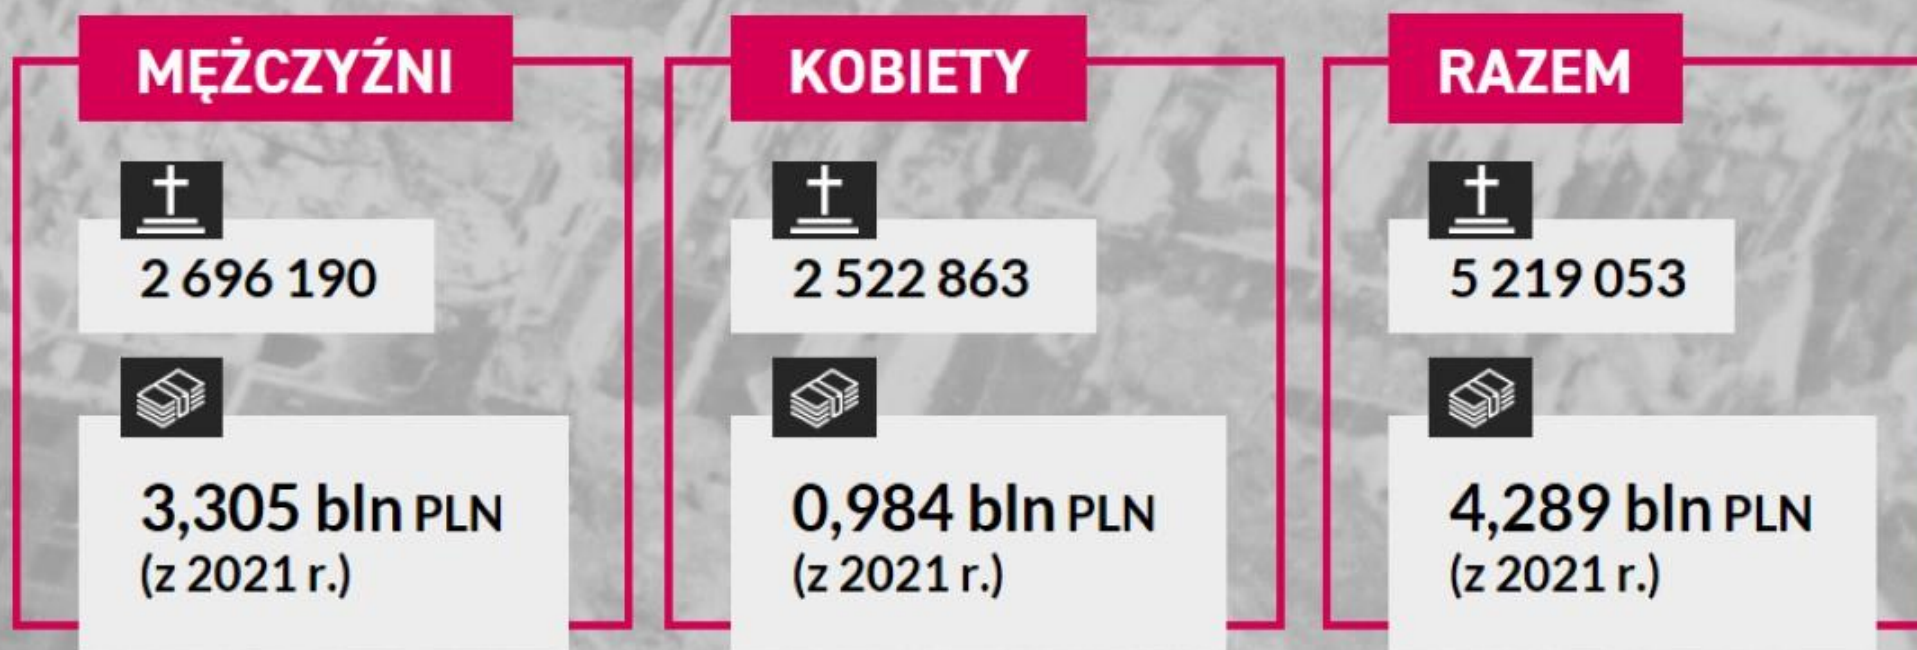 MĘŻCZYŹNI
2 696 190
3,305 bln PLN
(z 2021 r.)
KOBIETY
2 522 863
0,984 bln PLN
(z 2021 r.)
RAZEM
5 219 053
4,289 bln PLN
(z 2021 r.)